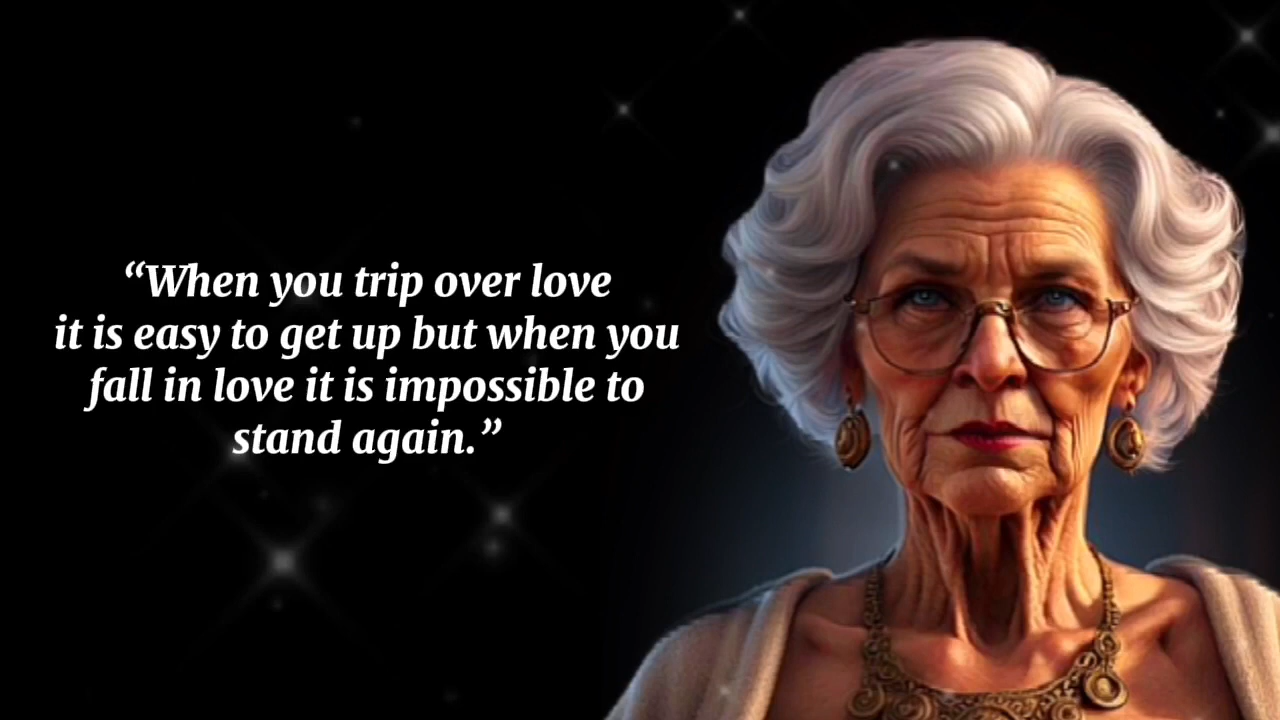 “When you trip over love
it is easy to get up but when you
fall in love it is impossible to
stand again.”